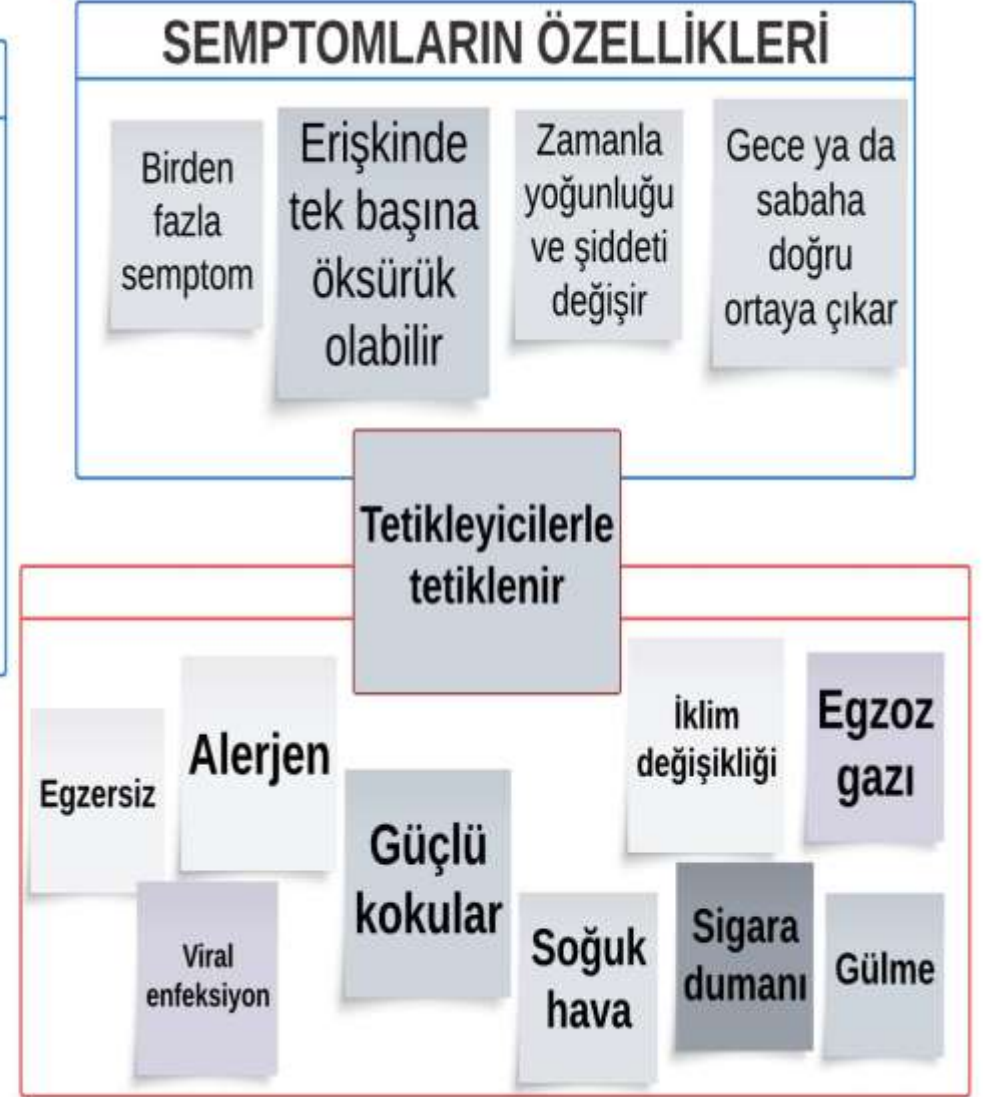 SEMPTOMLARIN ÖZELLİKLERİ
Birden
fazla
semptom
Erişkinde
tek başına
öksürük
olabilir
Zamanla
yoğunluğu
ve şiddeti
değişir
Gece ya da
sabaha
doğru
ortaya çıkar
Tetikleyicilerle
tetiklenir
Egzersiz
Alerjen
Viral
enfeksiyon
Güçlü
kokular
Soğuk
hava
İklim
değişikliği
Sigara
dumanı
Egzoz
gazı
Gülme